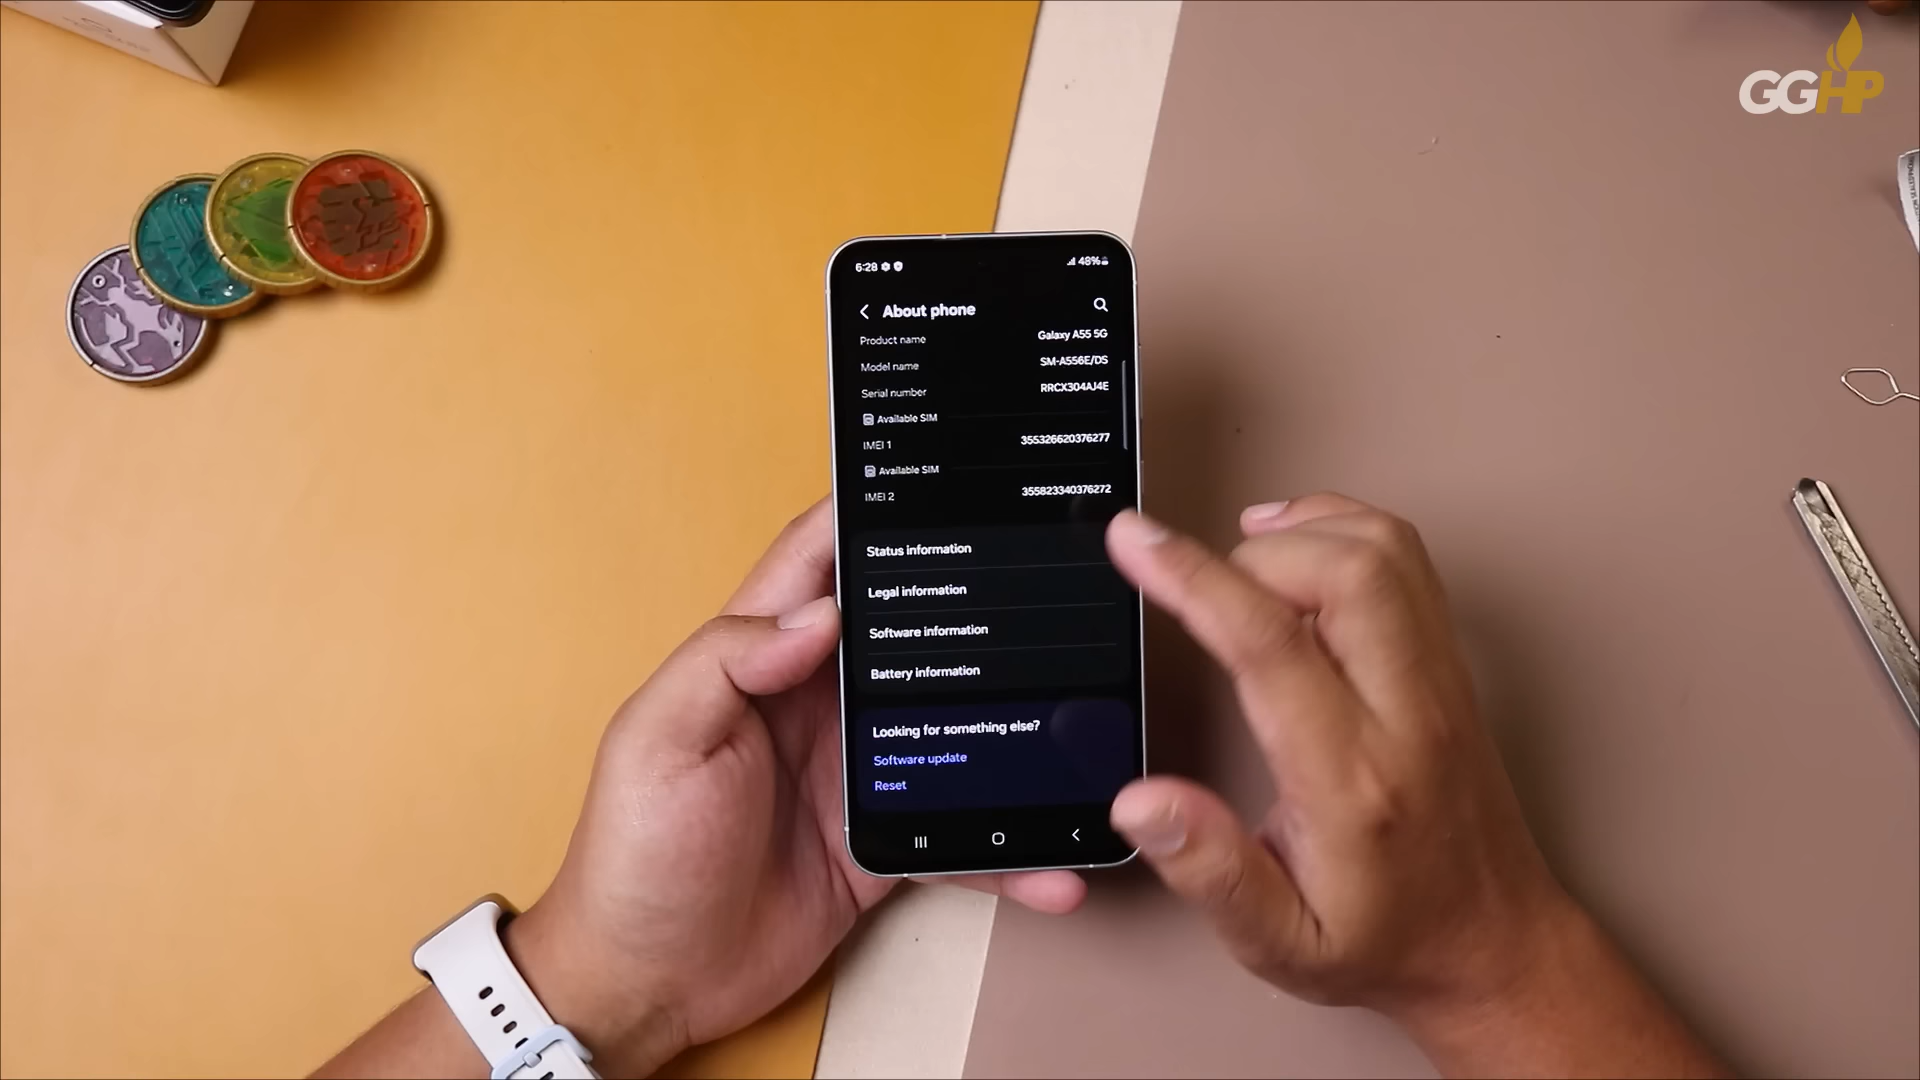 GGHP
6:28
48%
About phone
Product name Galaxy A55 5G
Model name SM-A556E/DS
Serial number RRCX304AJ4E
Available SIM
IMEI 1 355326620376277
Available SIM
IMEI 2 355823340376272
Status information
Legal information
Software information
Battery information
Looking for something else?
Software update
Reset